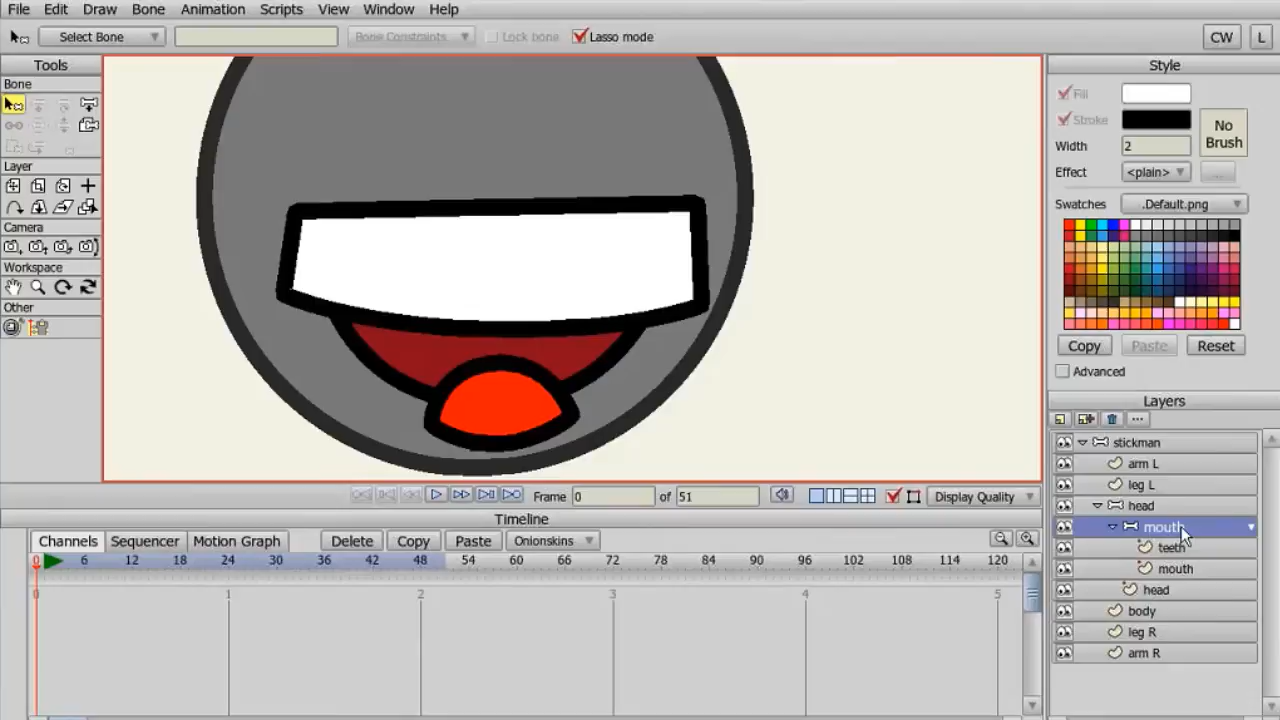 File Edit Draw Bone Animation Scripts View Window Help
Select Bone Bone Constraints Lock bone Lasso mode CW L
Tools
Bone
Layer
Camera
Workspace
Other
Style
Fill
Stroke
No Brush
Width 2
Effect <plain> ...
Swatches .Default.png
Copy Paste Reset
Advanced
Layers
stickman
arm L
leg L
head
mouth
teeth
mouth
head
body
leg R
arm R
Frame 0 of 51 Display Quality
Timeline
Channels Sequencer Motion Graph Delete Copy Paste Onionskins
0 6 12 18 24 30 36 42 48 54 60 66 72 78 84 90 96 102 108 114 120
0 1 2 3 4 5